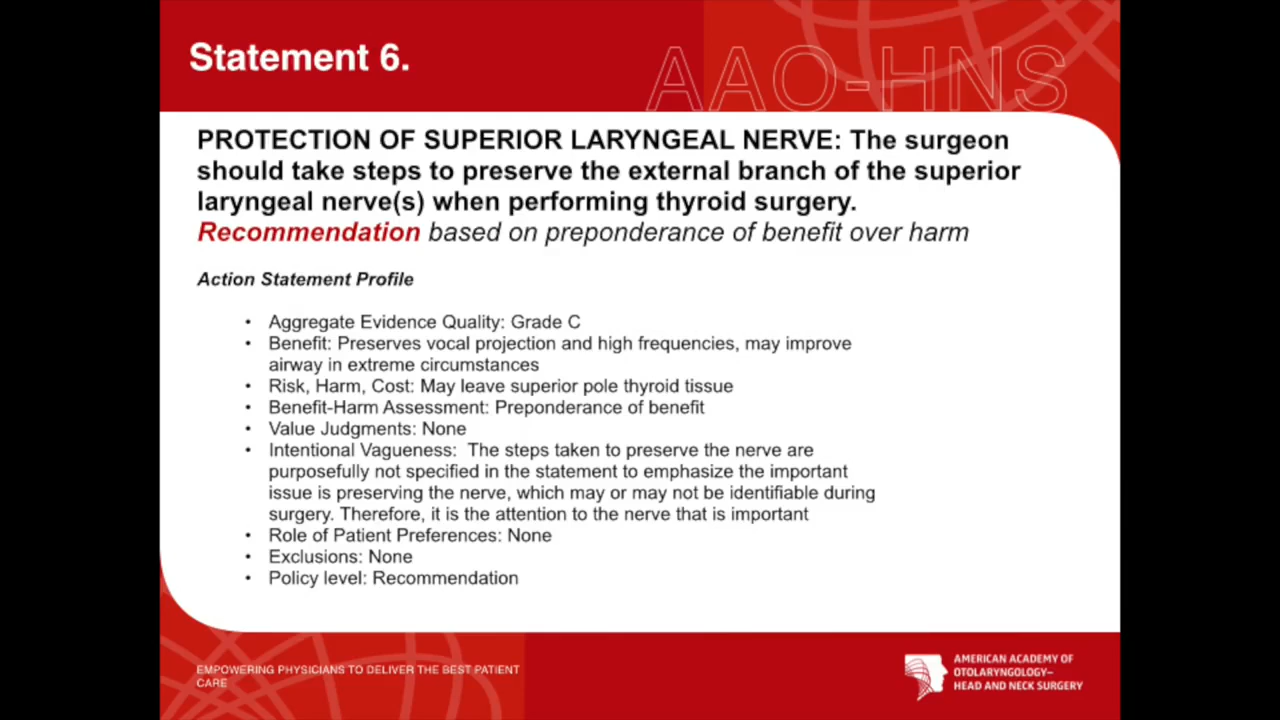 Statement 6.
AAO-HNS
PROTECTION OF SUPERIOR LARYNGEAL NERVE: The surgeon
should take steps to preserve the external branch of the superior
laryngeal nerve(s) when performing thyroid surgery.
Recommendation based on preponderance of benefit over harm
Action Statement Profile
• Aggregate Evidence Quality: Grade C
• Benefit: Preserves vocal projection and high frequencies, may improve
airway in extreme circumstances
• Risk, Harm, Cost: May leave superior pole thyroid tissue
• Benefit-Harm Assessment: Preponderance of benefit
• Value Judgments: None
• Intentional Vagueness:  The steps taken to preserve the nerve are
purposefully not specified in the statement to emphasize the important
issue is preserving the nerve, which may or may not be identifiable during
surgery. Therefore, it is the attention to the nerve that is important
• Role of Patient Preferences: None
• Exclusions: None
• Policy level: Recommendation
EMPOWERING PHYSICIANS TO DELIVER THE BEST PATIENT
CARE
AMERICAN ACADEMY OF
OTOLARYNGOLOGY–
HEAD AND NECK SURGERY